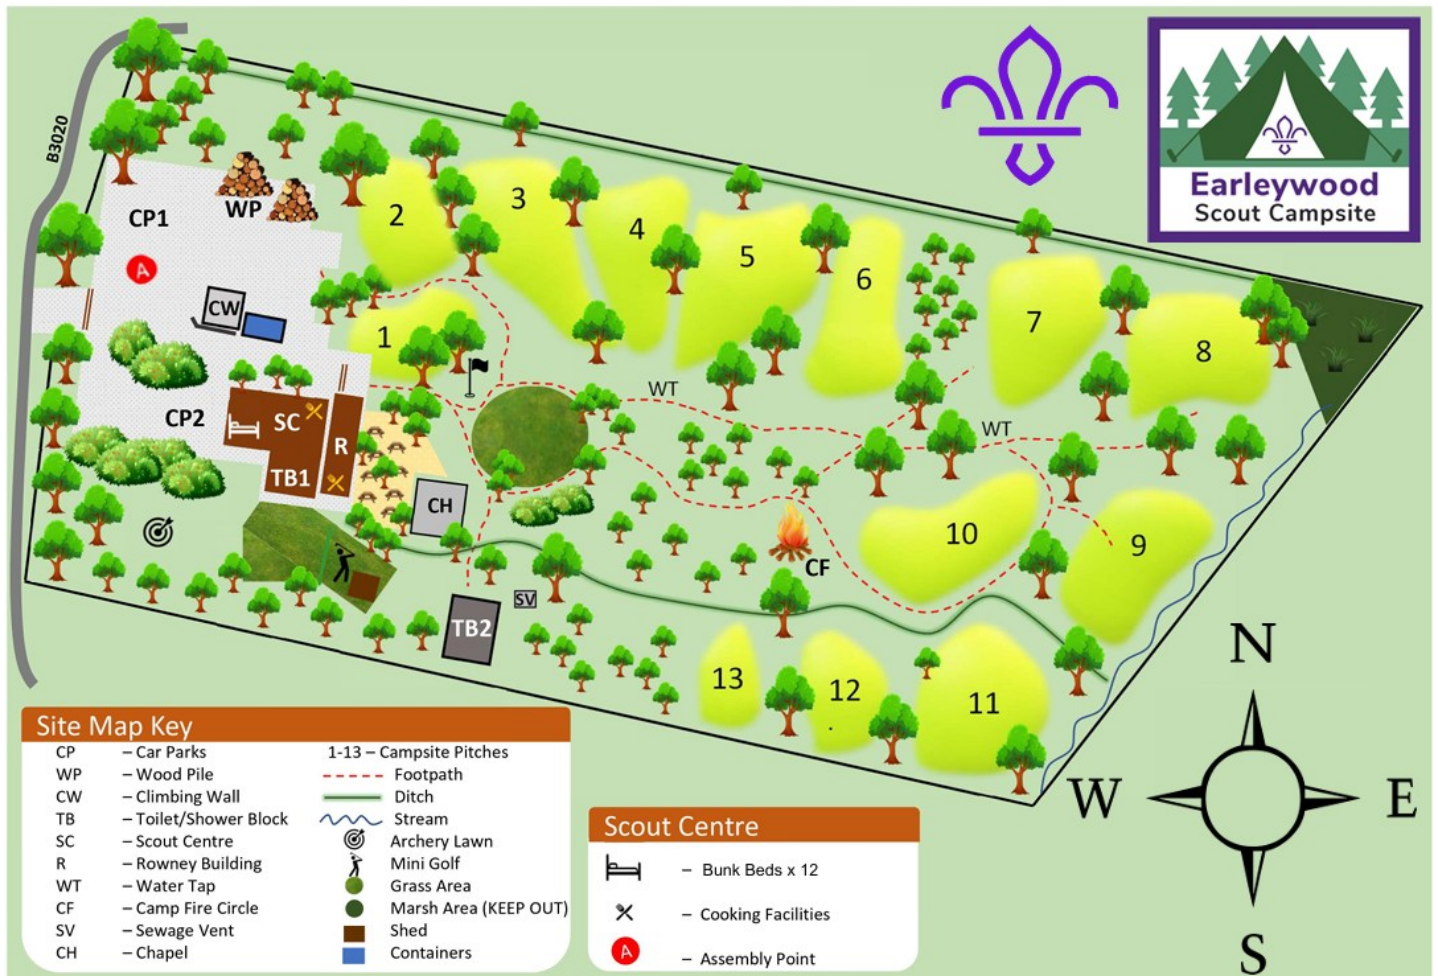 B3020
CP1
WP
A
CW
CP2
SC
R
TB1
CH
TB2
SV
CF
WT
WT
1
2
3
4
5
6
7
8
9
10
11
12
13
Earleywood
Scout Campsite
N
W
E
S
Site Map Key
CP – Car Parks
WP – Wood Pile
CW – Climbing Wall
TB – Toilet/Shower Block
SC – Scout Centre
R – Rowney Building
WT – Water Tap
CF – Camp Fire Circle
SV – Sewage Vent
CH – Chapel
1-13 – Campsite Pitches
Footpath
Ditch
Stream
Archery Lawn
Mini Golf
Grass Area
Marsh Area (KEEP OUT)
Shed
Containers
Scout Centre
– Bunk Beds x 12
– Cooking Facilities
A – Assembly Point